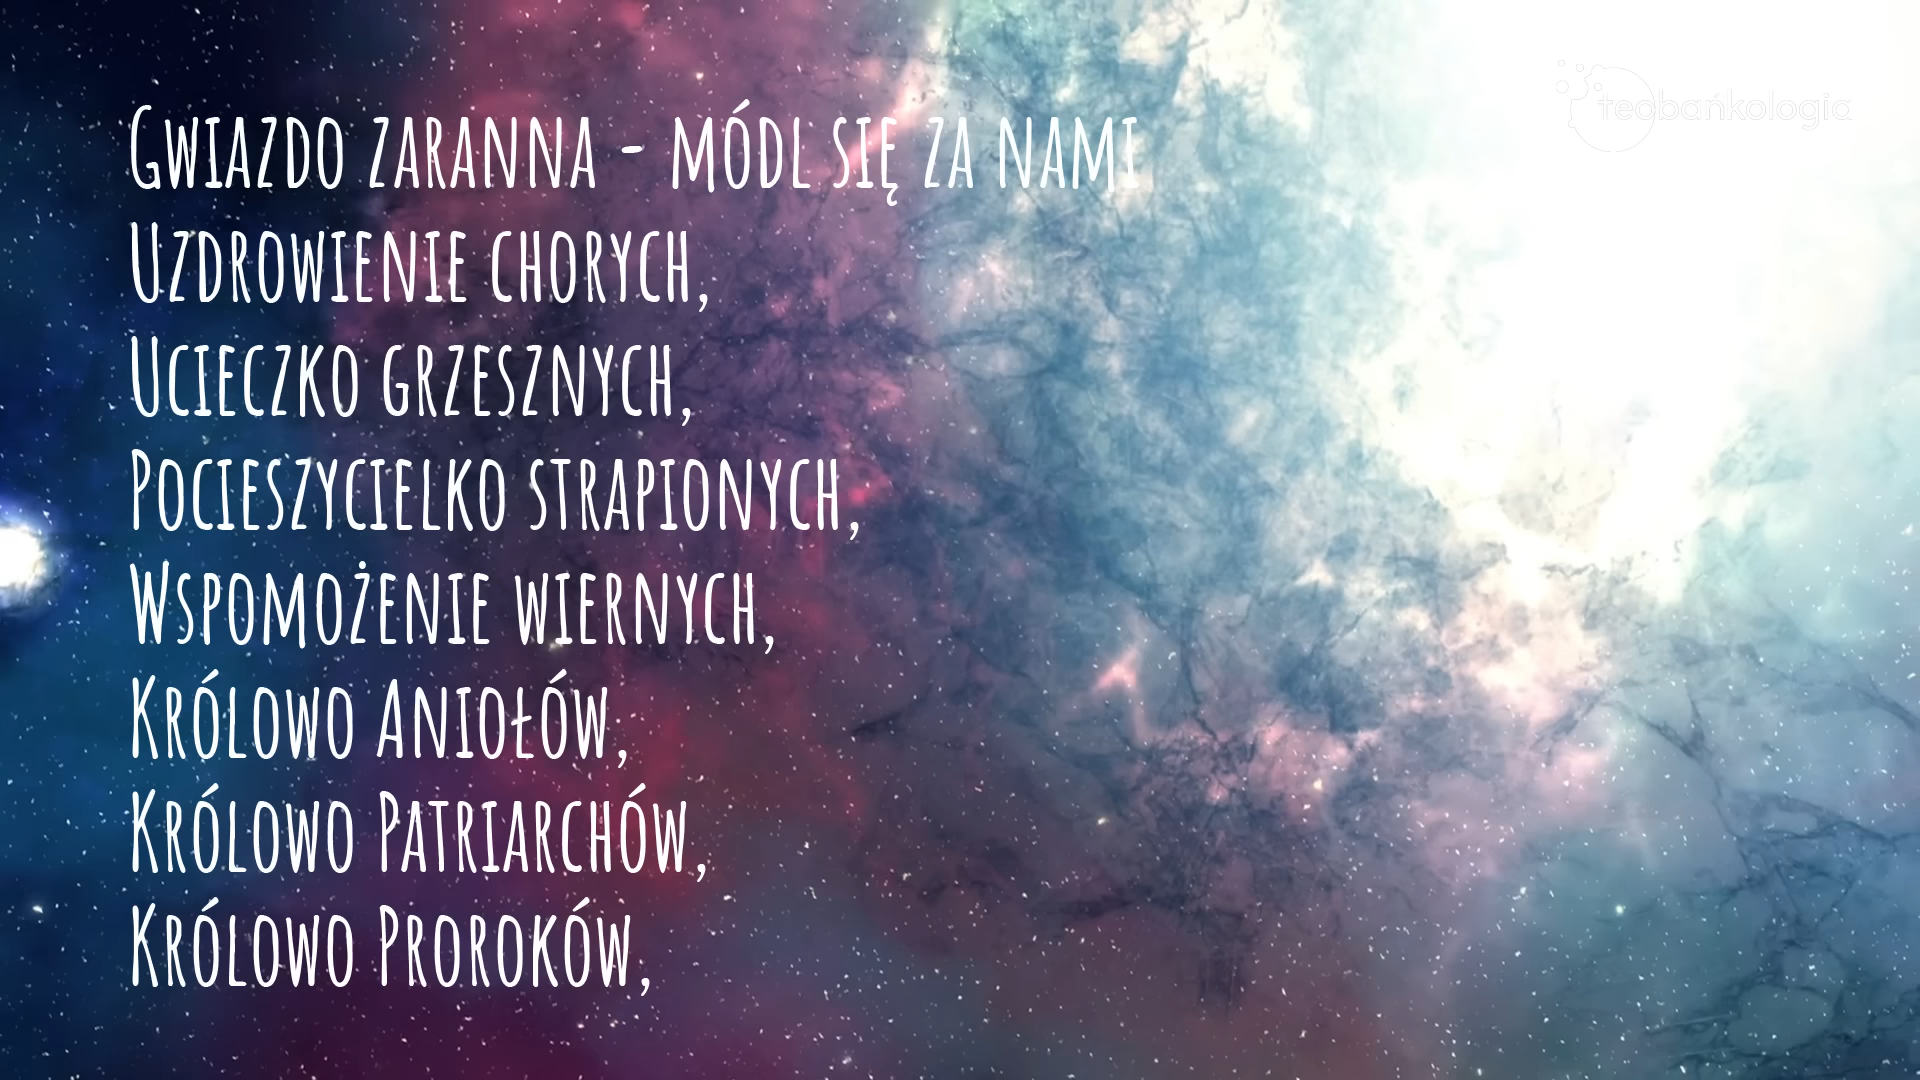 Gwiazdo zaranna - módl się za nami
Uzdrowienie chorych,
Ucieczko grzesznych,
Pocieszycielko strapionych,
Wspomożenie wiernych,
Królowo Aniołów,
Królowo Patriarchów,
Królowo Proroków,
teobańkologia